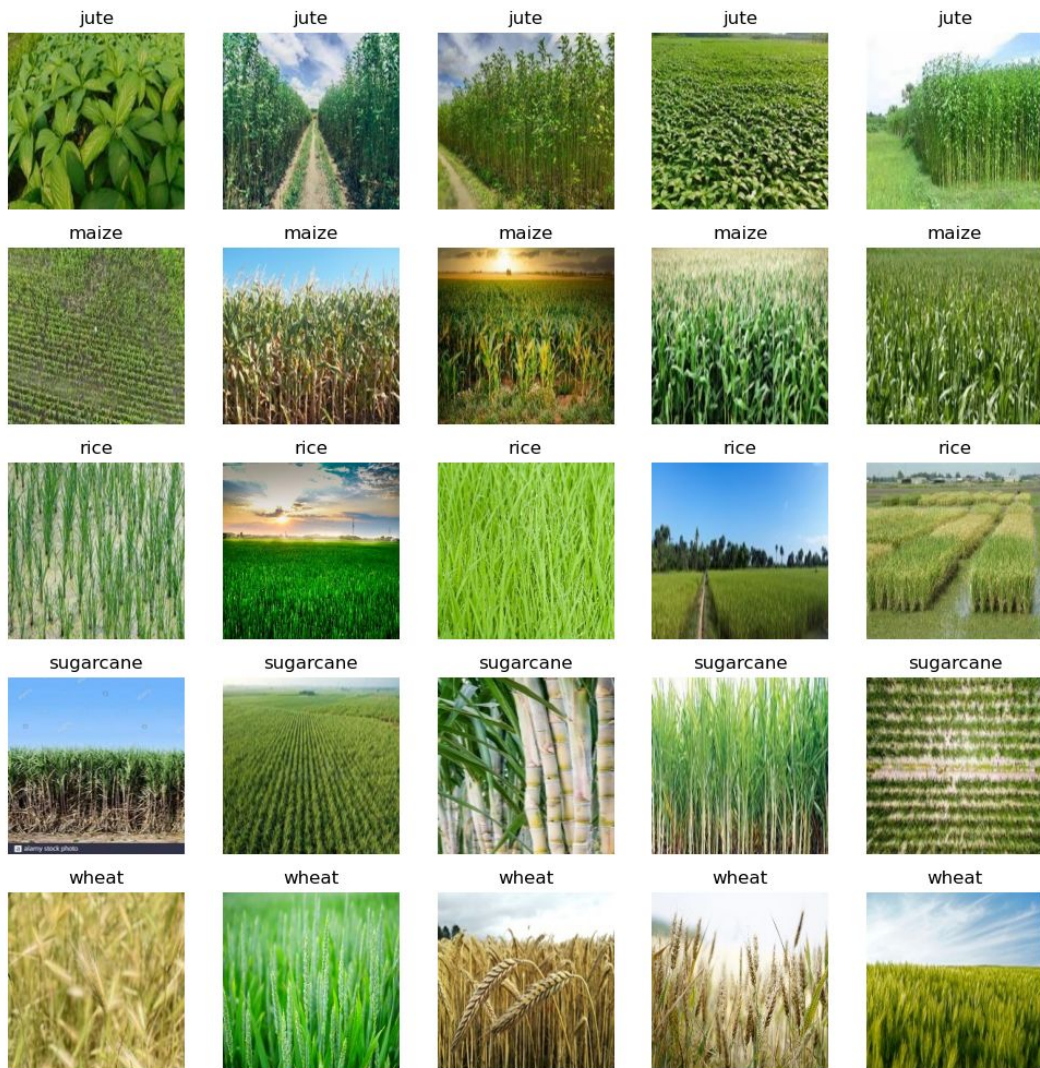 jute jute jute jute jute
maize maize maize maize maize
rice rice rice rice rice
sugarcane sugarcane sugarcane sugarcane sugarcane
a alamy stock photo
wheat wheat wheat wheat wheat